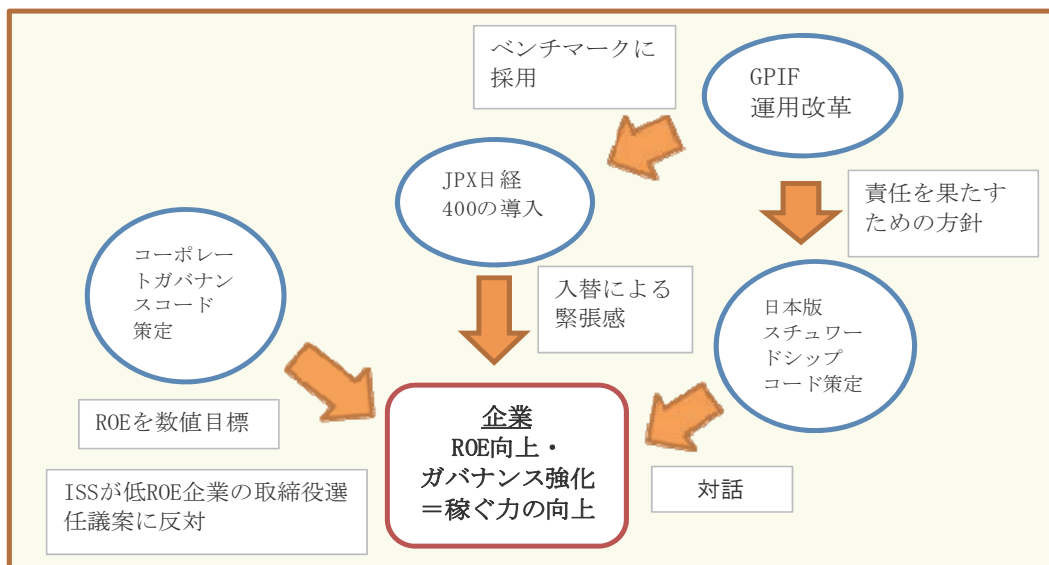 ベンチマークに
採用
GPIF
運用改革
JPX日経
400の導入
責任を果たす
ための方針
コーポレー
トガバナン
スコード
策定
入替による
緊張感
日本版
スチュワー
ドシップ
コード策定
ROEを数値目標
企業
ROE向上・
ガバナンス強化
＝稼ぐ力の向上
ISSが低ROE企業の取締役選
任議案に反対
対話